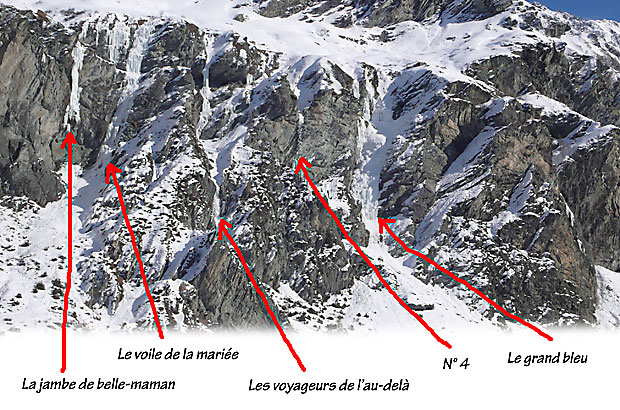 Le voile de la mariée
La jambe de belle-maman
Les voyageurs de l'au-delà
N° 4
Le grand bleu